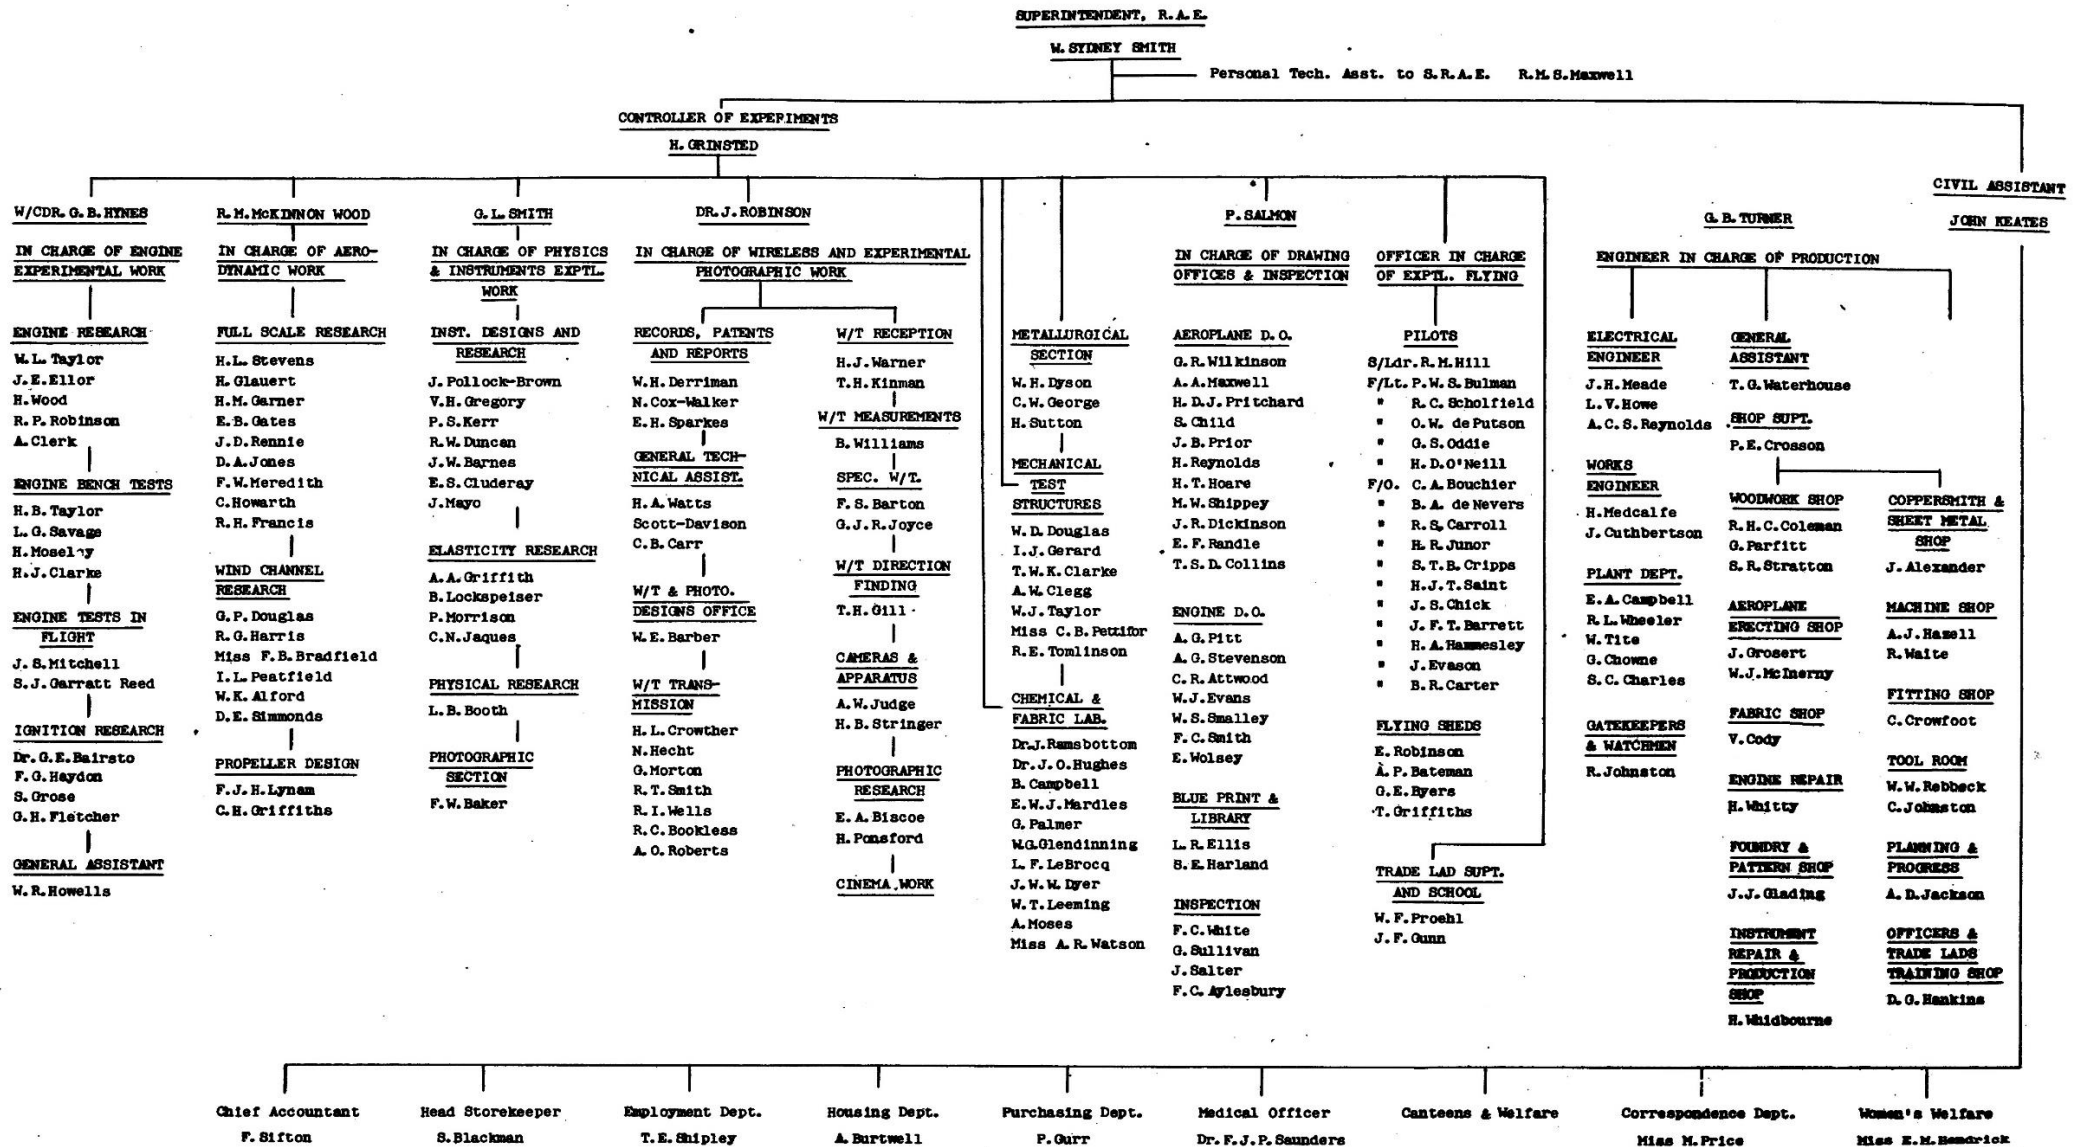 SUPERINTENDENT, R.A.E.
W. SYDNEY SMITH
Personal Tech. Asst. to S.R.A.E. R.M.S.Maxwell
CONTROLLER OF EXPERIMENTS
H. GRINSTED
CIVIL ASSISTANT
JOHN KEATES
W/CDR. G.B. HYNES
IN CHARGE OF ENGINE
EXPERIMENTAL WORK
ENGINE RESEARCH
W.L. Taylor
J.E. Ellor
H. Wood
R.P. Robinson
A. Clerk
ENGINE BENCH TESTS
H.B. Taylor
L.G. Savage
H. Mosely
H.J. Clarke
ENGINE TESTS IN
FLIGHT
J.S. Mitchell
S.J. Garratt Reed
IGNITION RESEARCH
Dr. G.E. Bairsto
F.G. Haydon
S. Grose
G.H. Fletcher
GENERAL ASSISTANT
W.R. Howells
R.M. McKINNON WOOD
IN CHARGE OF AERO-
DYNAMIC WORK
FULL SCALE RESEARCH
H.L. Stevens
H. Glauert
H.M. Garner
E.B. Gates
J.D. Rennie
D.A. Jones
F.W. Meredith
C. Howarth
R.H. Francis
WIND CHANNEL
RESEARCH
G.P. Douglas
R.G. Harris
Miss F.B. Bradfield
I.L. Peatfield
W.K. Alford
D.E. Simmonds
PROPELLER DESIGN
F.J.H. Lynam
C.H. Griffiths
G.L. SMITH
IN CHARGE OF PHYSICS
& INSTRUMENTS EXPTL.
WORK
INST. DESIGNS AND
RESEARCH
J. Pollock-Brown
V.H. Gregory
P.S. Kerr
R.W. Duncan
J.W. Barnes
E.S. Cluderay
J. Mayo
ELASTICITY RESEARCH
A.A. Griffith
B. Lockspeiser
P. Morrison
C.N. Jaques
PHYSICAL RESEARCH
L.B. Booth
PHOTOGRAPHIC
SECTION
F.W. Baker
DR. J. ROBINSON
IN CHARGE OF WIRELESS AND EXPERIMENTAL
PHOTOGRAPHIC WORK
RECORDS, PATENTS
AND REPORTS
W.H. Derriman
N. Cox-Walker
E.H. Sparkes
GENERAL TECH-
NICAL ASSIST.
H.A. Watts
Scott-Davison
C.B. Carr
W/T & PHOTO.
DESIGNS OFFICE
W.E. Barber
W/T TRANS-
MISSION
H.L. Crowther
N. Hecht
G. Morton
R.T. Smith
R.I. Wells
R.C. Bookless
A.O. Roberts
W/T RECEPTION
H.J. Warner
T.H. Kinman
W/T MEASUREMENTS
B. Williams
SPEC. W/T.
F.S. Barton
G.J.R. Joyce
W/T DIRECTION
FINDING
T.H. Gill
CAMERAS &
APPARATUS
A.W. Judge
H.B. Stringer
PHOTOGRAPHIC
RESEARCH
E.A. Biscoe
H. Ponsford
CINEMA WORK
METALLURGICAL
SECTION
W.H. Dyson
C.W. George
H. Sutton
MECHANICAL
TEST
STRUCTURES
W.D. Douglas
I.J. Gerard
T.W.K. Clarke
A.W. Clegg
W.J. Taylor
Miss C.B. Pettifor
R.E. Tomlinson
CHEMICAL &
FABRIC LAB.
Dr. J. Ramsbottom
Dr. J.O. Hughes
B. Campbell
E.W.J. Mardles
G. Palmer
W.G. Glendinning
L.F. LeBrocq
J.W.W. Dyer
W.T. Leeming
A. Moses
Miss A.R. Watson
P. SALMON
IN CHARGE OF DRAWING
OFFICES & INSPECTION
AEROPLANE D.O.
G.R. Wilkinson
A.A. Maxwell
H.D.J. Pritchard
S. Child
J.B. Prior
H. Reynolds
H.T. Hoare
M.W. Shippey
J.R. Dickinson
E.F. Randle
T.S.D. Collins
ENGINE D.O.
A.G. Pitt
A.G. Stevenson
C.R. Attwood
W.J. Evans
W.S. Smalley
F.C. Smith
E. Wolsey
BLUE PRINT &
LIBRARY
L.R. Ellis
S.E. Harland
INSPECTION
F.C. White
G. Sullivan
J. Salter
F.C. Aylesbury
OFFICER IN CHARGE
OF EXPTL. FLYING
PILOTS
S/Ldr. R.M. Hill
F/Lt. P.W.S. Bulman
" R.C. Scholfield
" O.W. de Putson
" G.S. Oddie
" H.D. O'Neill
F/O. C.A. Bouchier
" B.A. de Nevers
" R.S. Carroll
" H.R. Junor
" S.T.B. Cripps
" H.J.T. Saint
" J.S. Chick
" J.F.T. Barrett
" H.A. Hammesley
" J. Evason
" B.R. Carter
FLYING SHEDS
E. Robinson
A.P. Bateman
G.E. Byers
T. Griffiths
TRADE LAD SUPT.
AND SCHOOL
W.F. Proehl
J.F. Gunn
G.B. TURNER
ENGINEER IN CHARGE OF PRODUCTION
ELECTRICAL
ENGINEER
J.H. Meade
L.V. Howe
A.C.S. Reynolds
WORKS
ENGINEER
H. Medcalfe
J. Cuthbertson
PLANT DEPT.
E.A. Campbell
R.L. Wheeler
W. Tite
G. Chowne
S.C. Charles
GATEKEEPERS
& WATCHMEN
R. Johnston
GENERAL
ASSISTANT
T.G. Waterhouse
SHOP SUPT.
P.E. Crosson
WOODWORK SHOP
R.H.C. Coleman
G. Parfitt
S.R. Stratton
AEROPLANE
ERECTING SHOP
J. Grosert
W.J. McInerny
FABRIC SHOP
V. Cody
ENGINE REPAIR
H. Whitty
FOUNDRY &
PATTERN SHOP
J.J. Glading
INSTRUMENT
REPAIR &
PRODUCTION
SHOP
H. Whidbourne
COPPERSMITH &
SHEET METAL
SHOP
J. Alexander
MACHINE SHOP
A.J. Hazell
R. Waite
FITTING SHOP
C. Crowfoot
TOOL ROOM
W.W. Rebbeck
C. Johnston
PLANNING &
PROGRESS
A.D. Jackson
OFFICERS &
TRADE LADS
TRAINING SHOP
D.G. Hankins
Chief Accountant
F. Sifton
Head Storekeeper
S. Blackman
Employment Dept.
T.E. Shipley
Housing Dept.
A. Burtwell
Purchasing Dept.
P. Gurr
Medical Officer
Dr. F.J.P. Saunders
Canteens & Welfare
Correspondence Dept.
Miss M. Price
Women's Welfare
Miss E.M. Hendrick